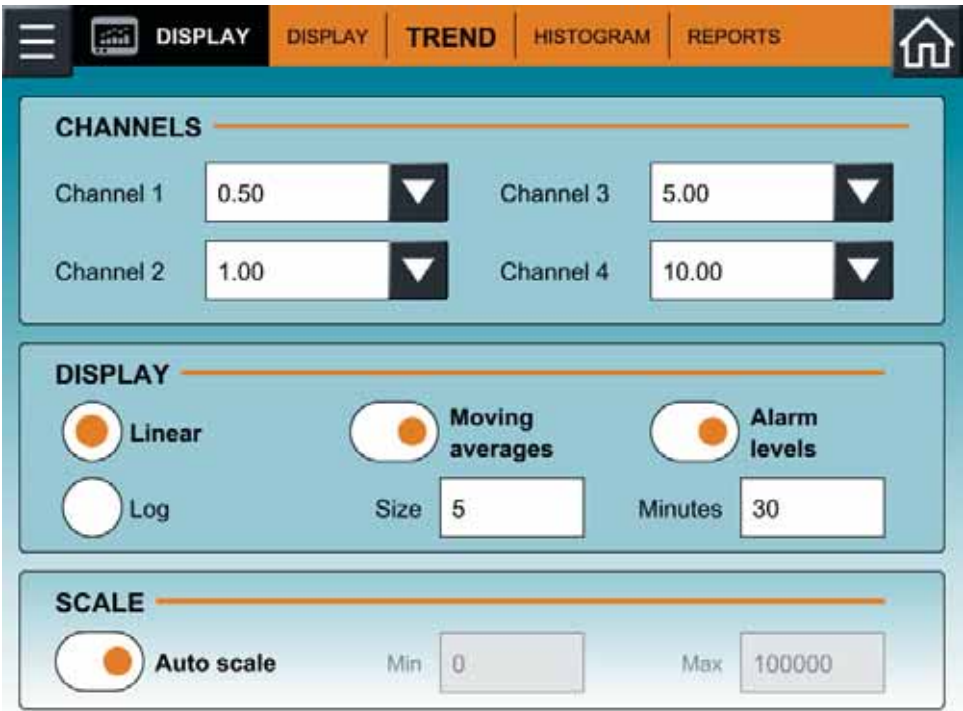 DISPLAY DISPLAY TREND HISTOGRAM REPORTS
CHANNELS
Channel 1 0.50 Channel 3 5.00
Channel 2 1.00 Channel 4 10.00
DISPLAY
Linear Moving averages Alarm levels
Log Size 5 Minutes 30
SCALE
Auto scale Min 0 Max 100000